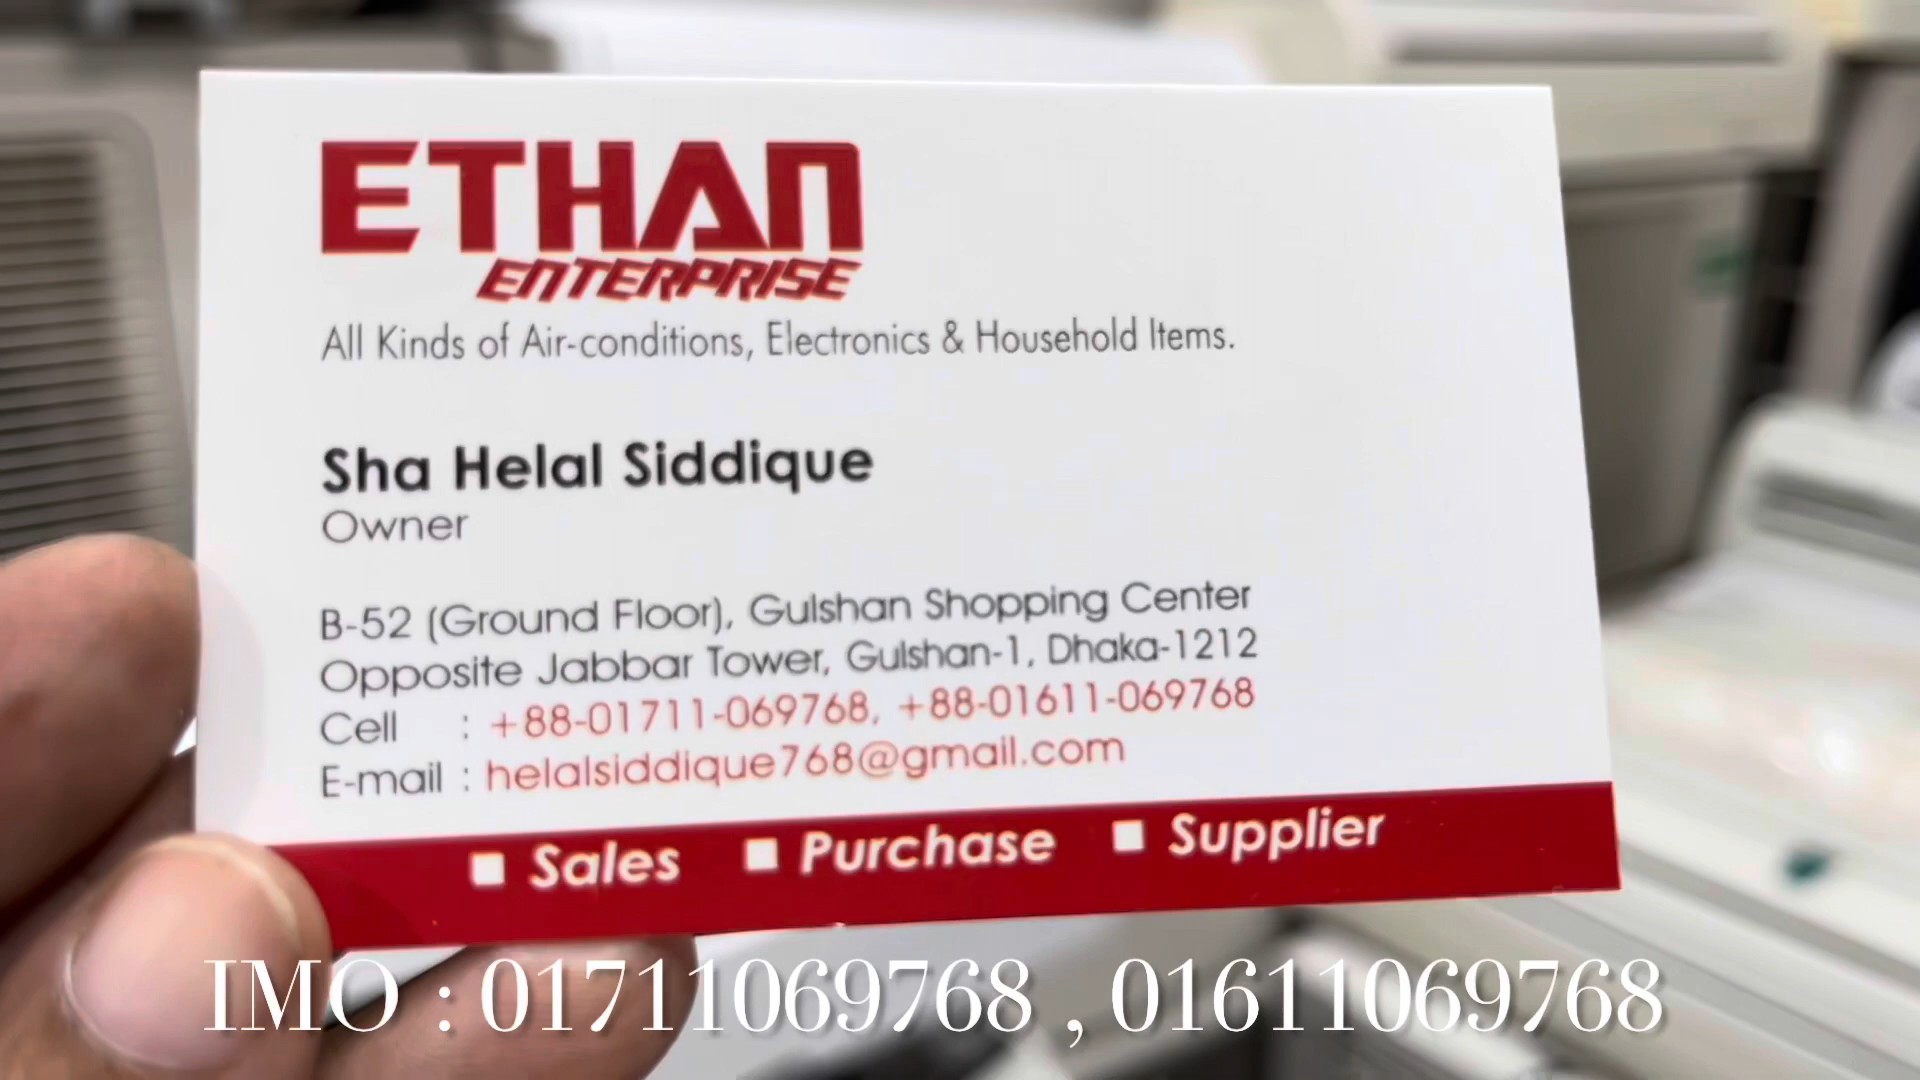 ETHAN
ENTERPRISE
All Kinds of Air-conditions, Electronics & Household Items.
Sha Helal Siddique
Owner
B-52 (Ground Floor), Gulshan Shopping Center
Opposite Jabbar Tower, Gulshan-1, Dhaka-1212
Cell : +88-01711-069768, +88-01611-069768
E-mail : helalsiddique768@gmail.com
Sales Purchase Supplier
IMO : 01711069768 , 01611069768